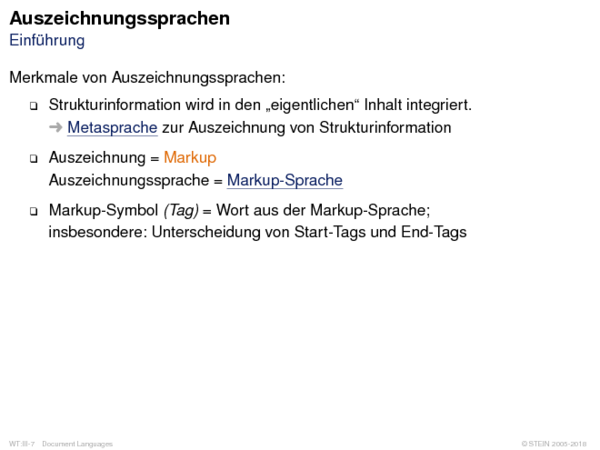 Auszeichnungssprachen
Einführung
Merkmale von Auszeichnungssprachen:
❑ Strukturinformation wird in den „eigentlichen“ Inhalt integriert.
➜ Metasprache zur Auszeichnung von Strukturinformation
❑ Auszeichnung = Markup
Auszeichnungssprache = Markup-Sprache
❑ Markup-Symbol (Tag) = Wort aus der Markup-Sprache;
insbesondere: Unterscheidung von Start-Tags und End-Tags
WT:III-7 Document Languages © STEIN 2005-2018